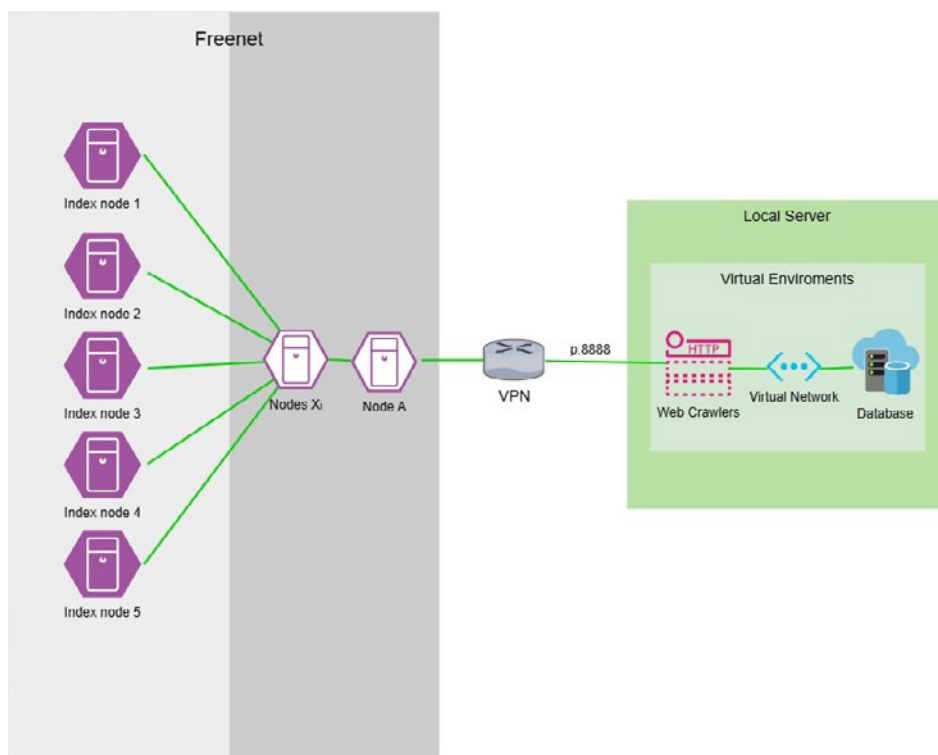 Freenet
Index node 1
Index node 2
Index node 3
Index node 4
Index node 5
Nodes Xᵢ
Node A
VPN
p.8888
Local Server
Virtual Enviroments
HTTP
Web Crawlers
Virtual Network
Database